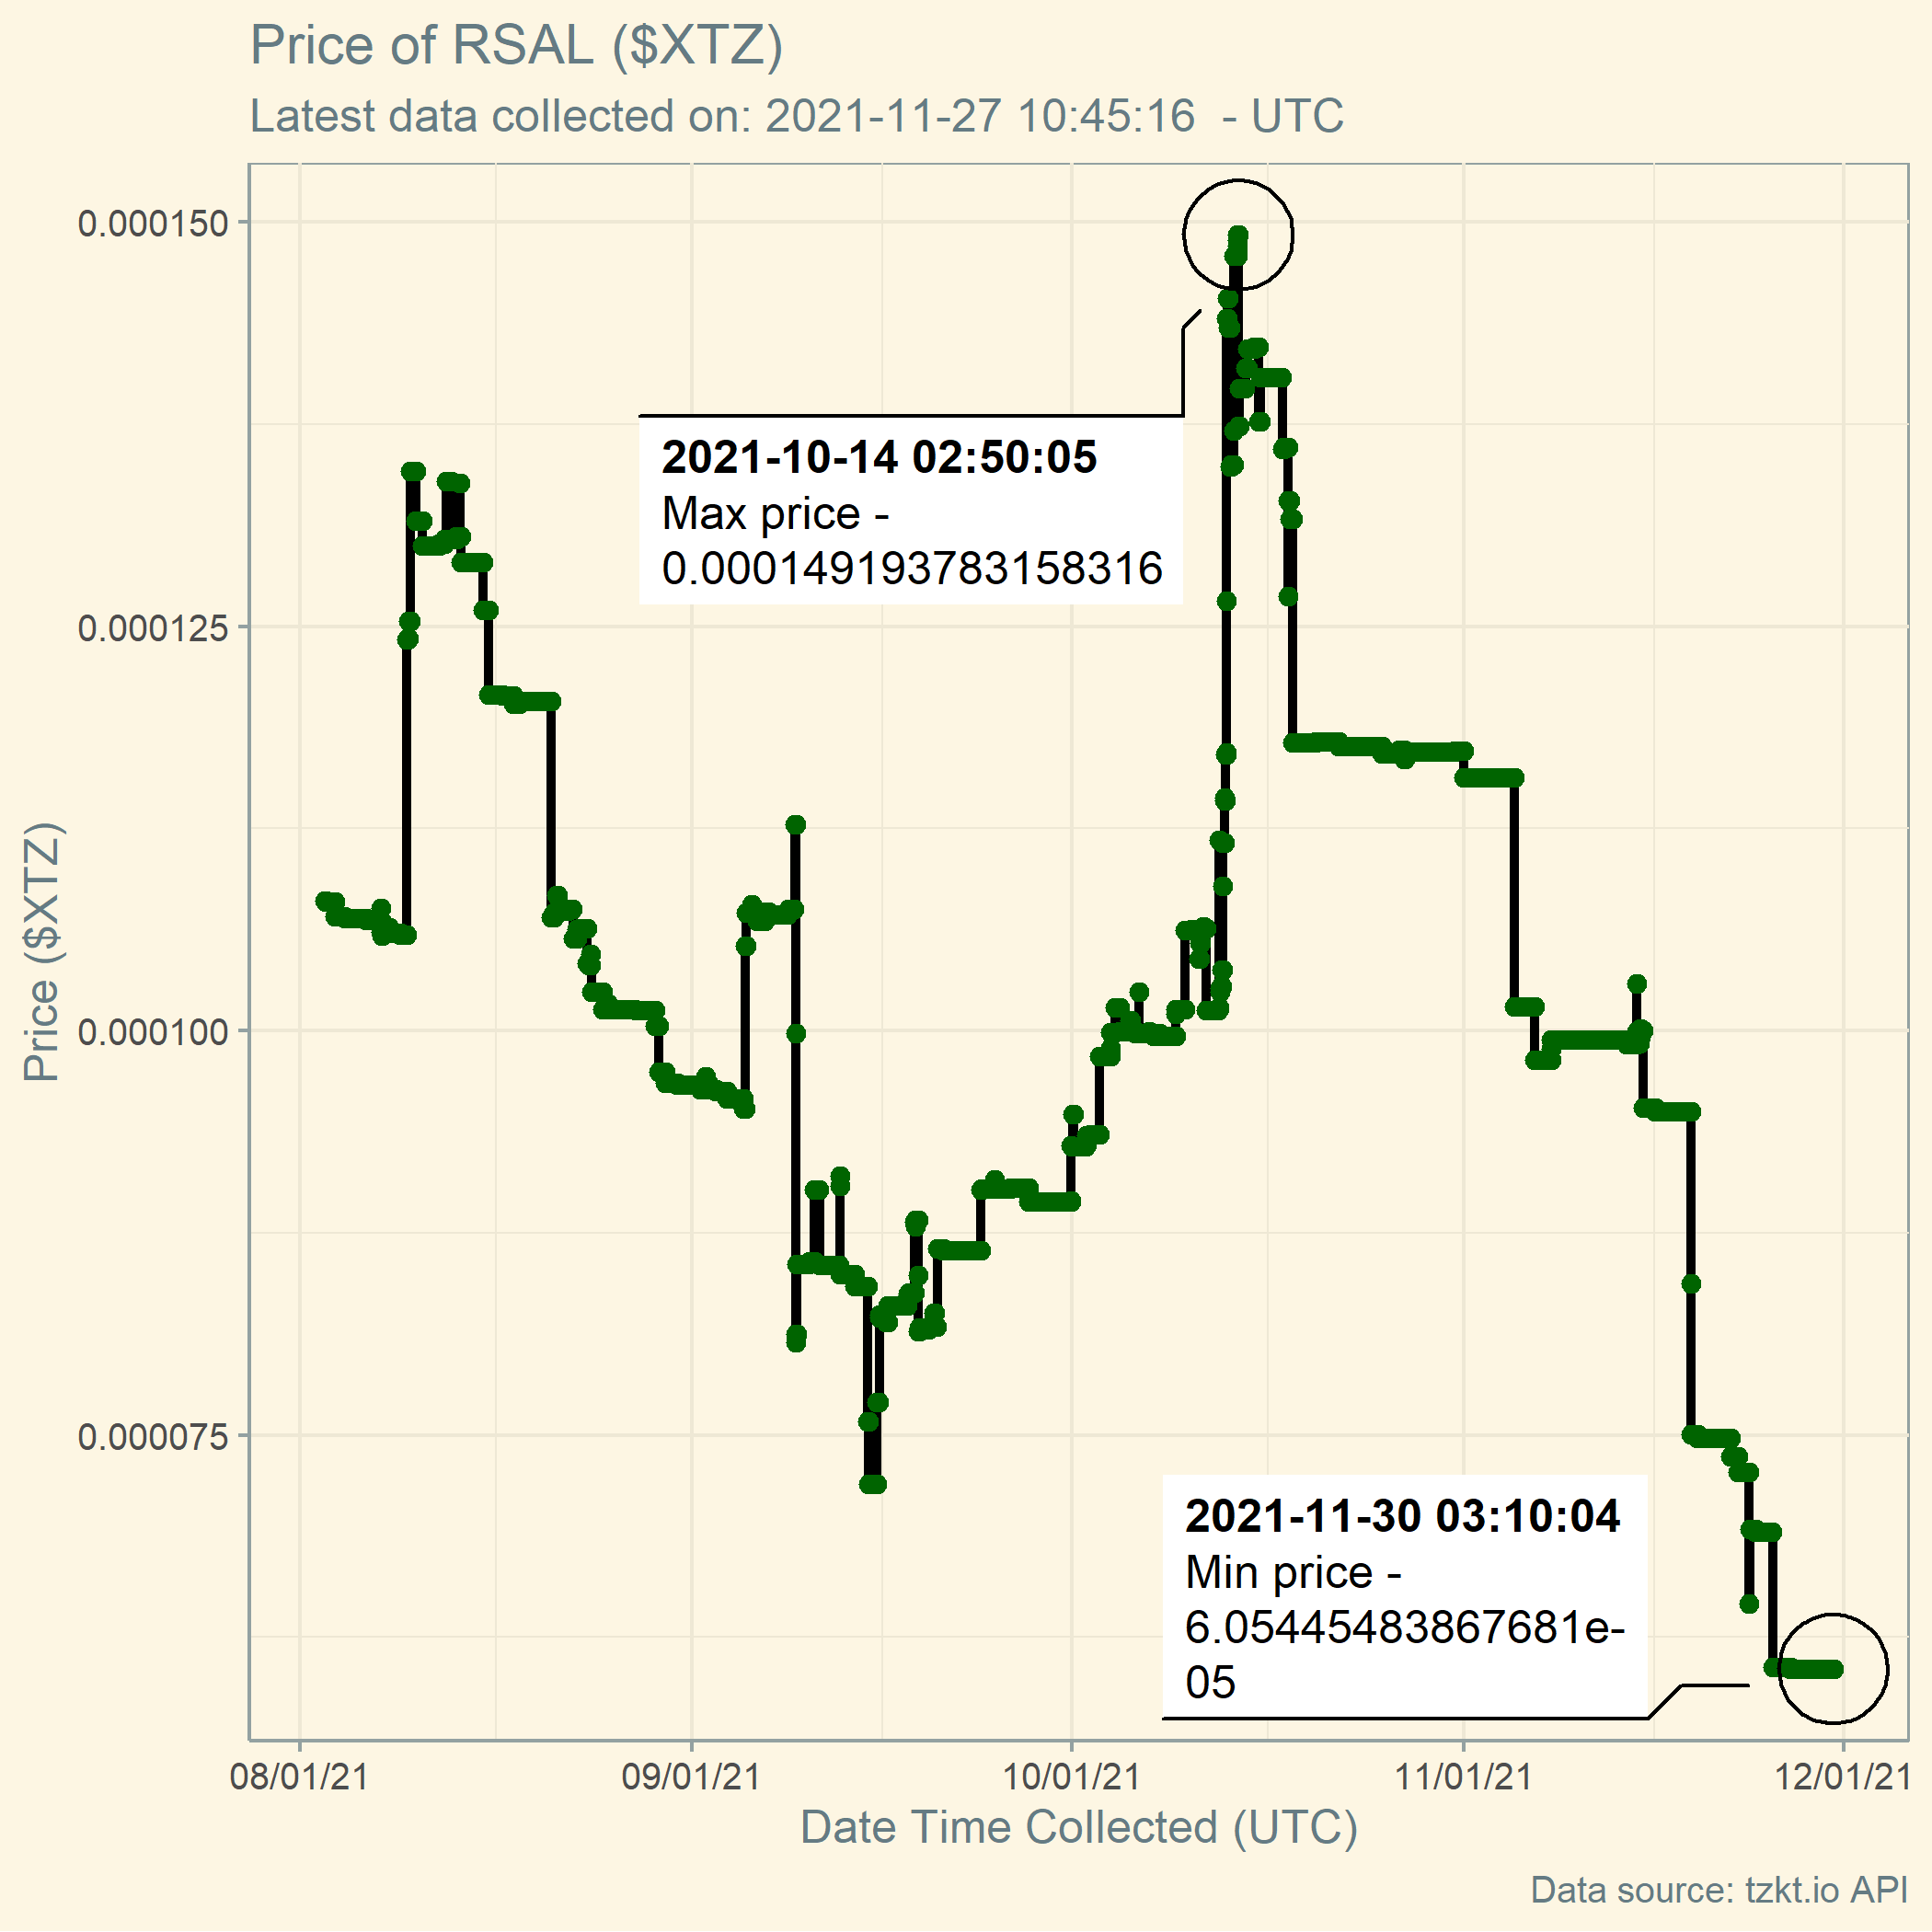 Price of RSAL ($XTZ)
Latest data collected on: 2021-11-27 10:45:16  - UTC
0.000150
0.000125
0.000100
0.000075
Price ($XTZ)
2021-10-14 02:50:05
Max price -
0.000149193783158316
2021-11-30 03:10:04
Min price -
6.05445483867681e-
05
08/01/21
09/01/21
10/01/21
11/01/21
12/01/21
Date Time Collected (UTC)
Data source: tzkt.io API